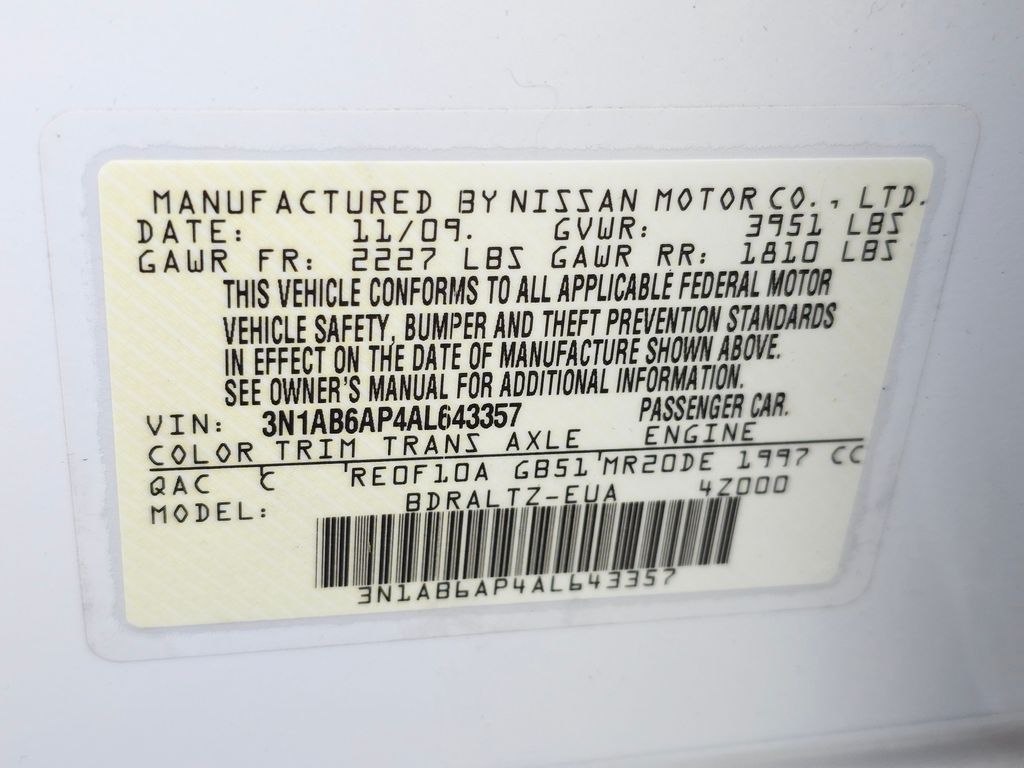 MANUFACTURED BY NISSAN MOTOR CO., LTD.
DATE: 11/09. GVWR: 3951 LBS
GAWR FR: 2227 LBS GAWR RR: 1810 LBS
THIS VEHICLE CONFORMS TO ALL APPLICABLE FEDERAL MOTOR
VEHICLE SAFETY, BUMPER AND THEFT PREVENTION STANDARDS
IN EFFECT ON THE DATE OF MANUFACTURE SHOWN ABOVE.
SEE OWNER'S MANUAL FOR ADDITIONAL INFORMATION.
VIN: 3N1AB6AP4AL643357 PASSENGER CAR.
COLOR TRIM TRANS AXLE ENGINE
QAC C RE0F10A GB51 MR20DE 1997 CC
MODEL: BDRALTZ-EUA 4Z000
3N1AB6AP4AL643357